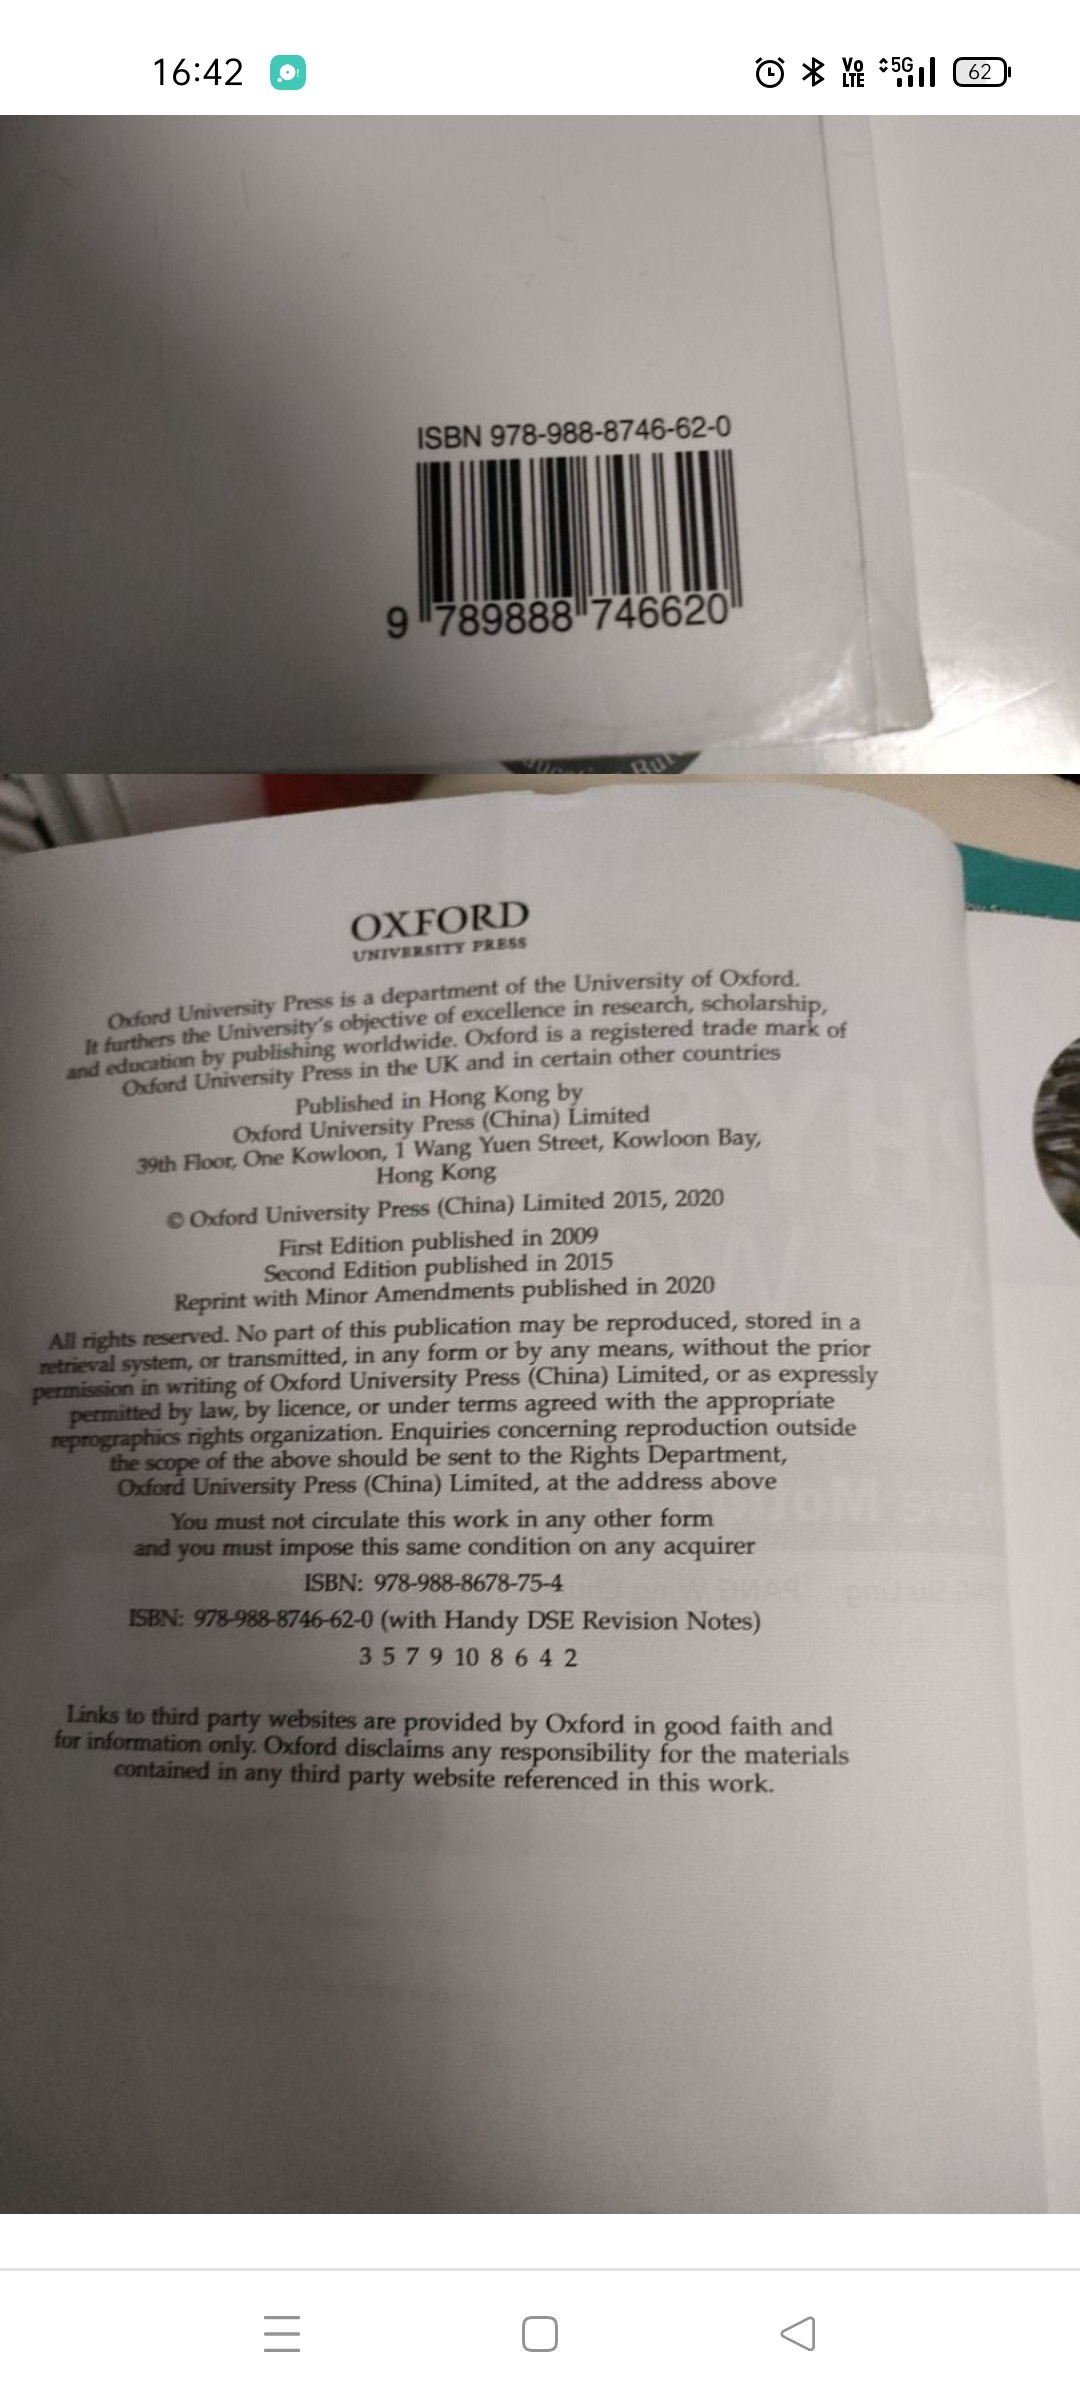 16:42
Vo
LTE
5G
62
ISBN 978-988-8746-62-0
9 789888 746620
OXFORD
UNIVERSITY PRESS
Oxford University Press is a department of the University of Oxford.
It furthers the University's objective of excellence in research, scholarship,
and education by publishing worldwide. Oxford is a registered trade mark of
Oxford University Press in the UK and in certain other countries
Published in Hong Kong by
Oxford University Press (China) Limited
39th Floor, One Kowloon, 1 Wang Yuen Street, Kowloon Bay,
Hong Kong
© Oxford University Press (China) Limited 2015, 2020
First Edition published in 2009
Second Edition published in 2015
Reprint with Minor Amendments published in 2020
All rights reserved. No part of this publication may be reproduced, stored in a
retrieval system, or transmitted, in any form or by any means, without the prior
permission in writing of Oxford University Press (China) Limited, or as expressly
permitted by law, by licence, or under terms agreed with the appropriate
reprographics rights organization. Enquiries concerning reproduction outside
the scope of the above should be sent to the Rights Department,
Oxford University Press (China) Limited, at the address above
You must not circulate this work in any other form
and you must impose this same condition on any acquirer
ISBN: 978-988-8678-75-4
ISBN: 978-988-8746-62-0 (with Handy DSE Revision Notes)
3 5 7 9 10 8 6 4 2
Links to third party websites are provided by Oxford in good faith and
for information only. Oxford disclaims any responsibility for the materials
contained in any third party website referenced in this work.